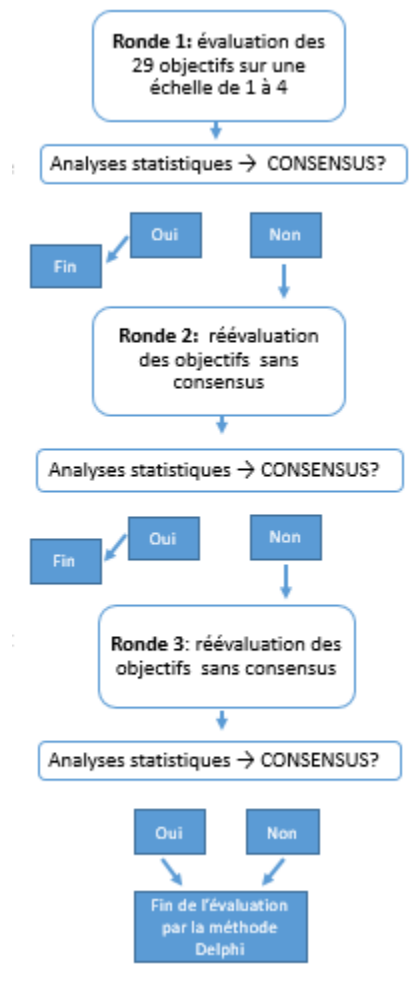 Ronde 1: évaluation des
29 objectifs sur une
échelle de 1 à 4
Analyses statistiques → CONSENSUS?
Oui
Non
Fin
Ronde 2: réévaluation
des objectifs sans
consensus
Analyses statistiques → CONSENSUS?
Oui
Non
Fin
Ronde 3: réévaluation des
objectifs sans consensus
Analyses statistiques → CONSENSUS?
Oui
Non
Fin de l'évaluation
par la méthode
Delphi